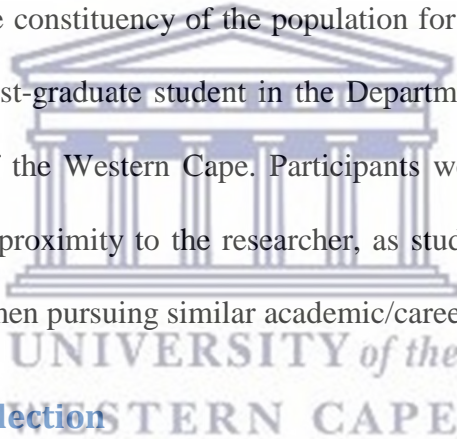 e constituency of the population for
st-graduate student in the Departm
f the Western Cape. Participants we
proximity to the researcher, as stud
hen pursuing similar academic/career
UNIVERSITY of the
lection
WESTERN CAPE